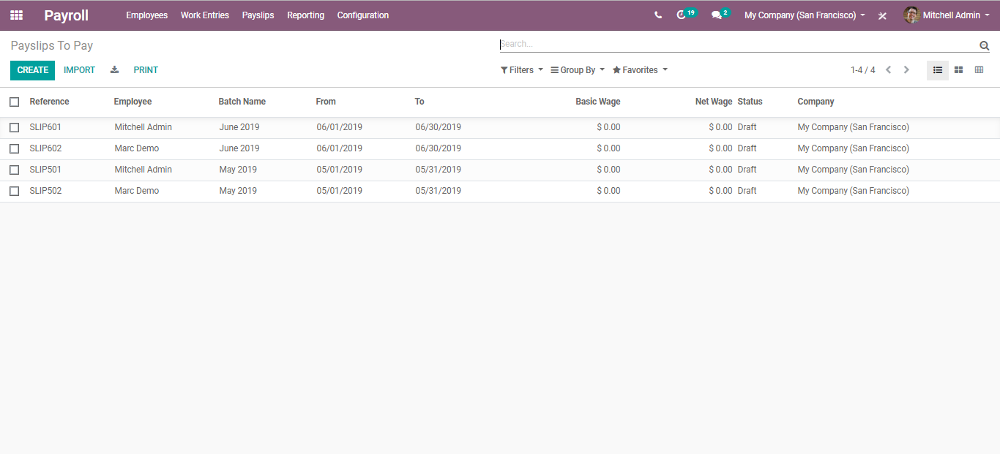 Payroll Employees Work Entries Payslips Reporting Configuration 19 2 My Company (San Francisco) Mitchell Admin
Payslips To Pay Search...
CREATE IMPORT PRINT Filters Group By Favorites 1-4 / 4
Reference Employee Batch Name From To Basic Wage Net Wage Status Company
SLIP601 Mitchell Admin June 2019 06/01/2019 06/30/2019 $ 0.00 $ 0.00 Draft My Company (San Francisco)
SLIP602 Marc Demo June 2019 06/01/2019 06/30/2019 $ 0.00 $ 0.00 Draft My Company (San Francisco)
SLIP501 Mitchell Admin May 2019 05/01/2019 05/31/2019 $ 0.00 $ 0.00 Draft My Company (San Francisco)
SLIP502 Marc Demo May 2019 05/01/2019 05/31/2019 $ 0.00 $ 0.00 Draft My Company (San Francisco)